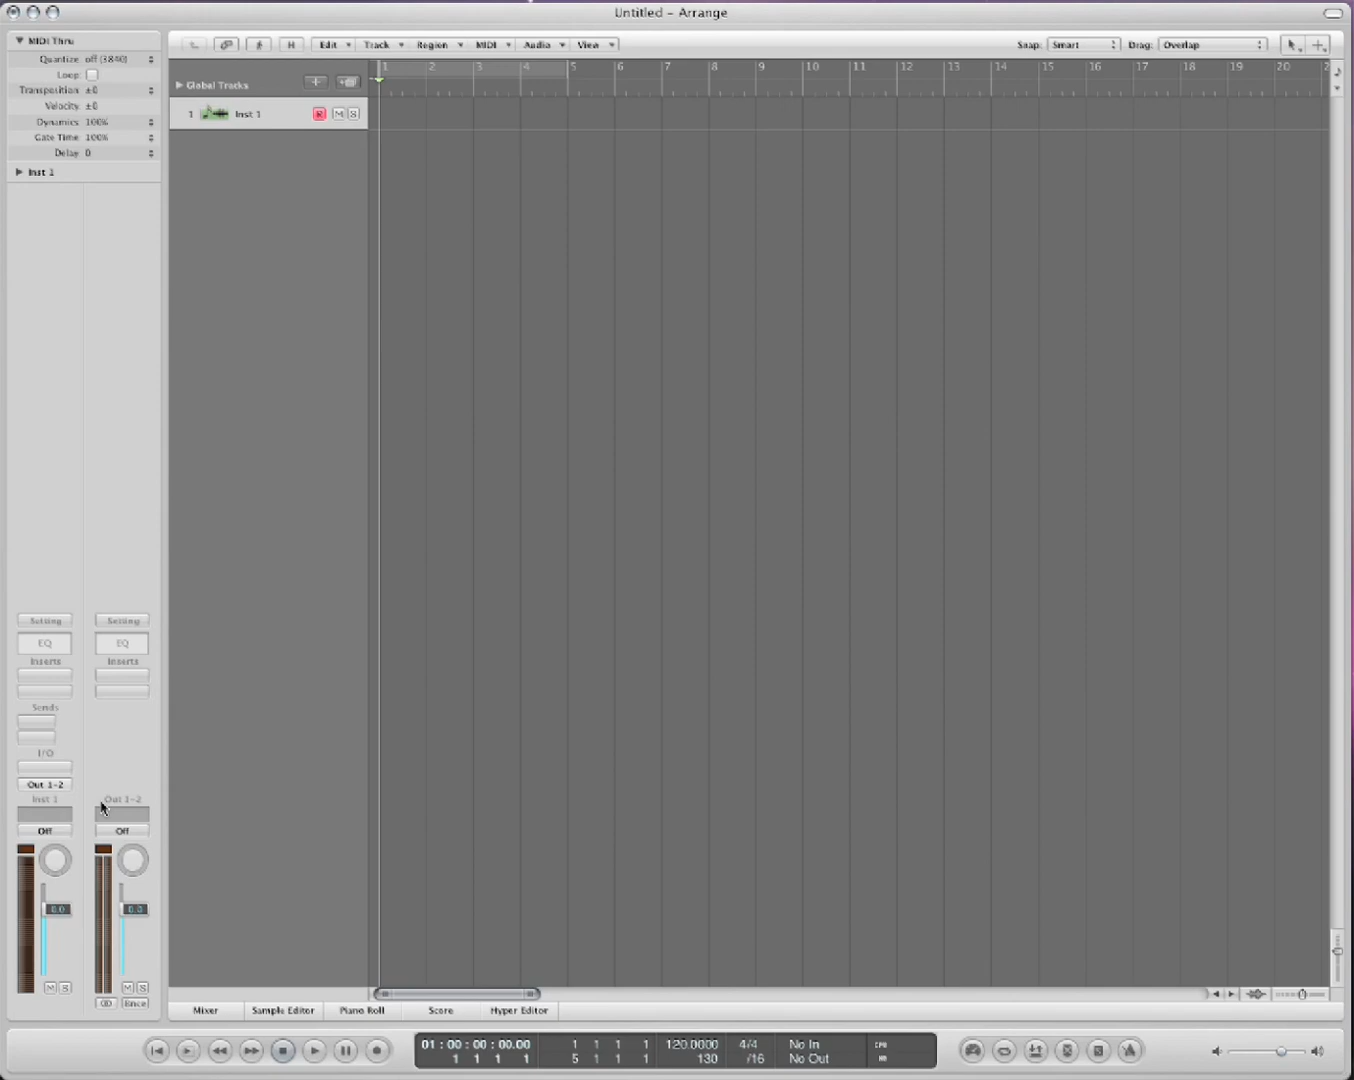 Untitled – Arrange
MIDI Thru
Quantize: off (3840)
Loop:
Transposition: ±0
Velocity: ±0
Dynamics: 100%
Gate Time: 100%
Delay: 0
Inst 1
H Edit Track Region MIDI Audio View Snap: Smart Drag: Overlap
Global Tracks
1 2 3 4 5 6 7 8 9 10 11 12 13 14 15 16 17 18 19 20
1 Inst 1 R M S
Setting Setting
EQ EQ
Inserts Inserts
Sends
I/O
Out 1-2
Inst 1 Out 1-2
Off Off
0.0 0.0
M S M S
Bnce
Mixer Sample Editor Piano Roll Score Hyper Editor
01 : 00 : 00 : 00.00 1 1 1 1 120.0000 4/4 No In CPU
1 1 1 1 5 1 1 1 130 /16 No Out HD